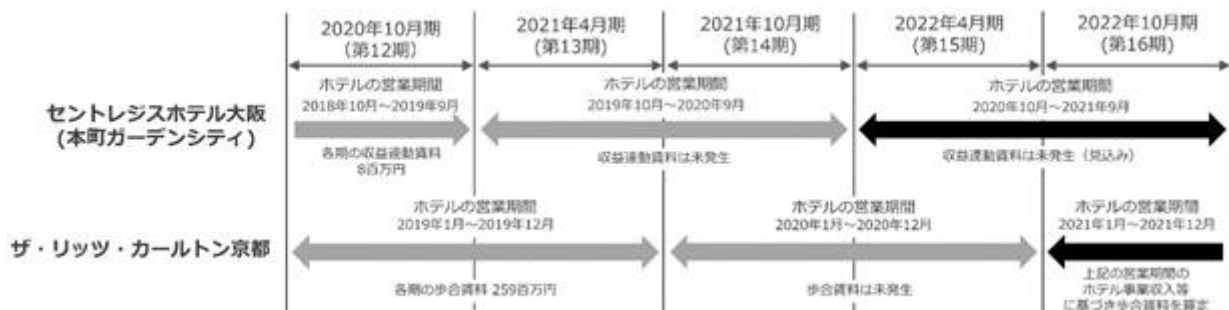 2020年10月期
(第12期)
2021年4月期
(第13期)
2021年10月期
(第14期)
2022年4月期
(第15期)
2022年10月期
(第16期)
セントレジスホテル大阪
(本町ガーデンシティ)
ホテルの営業期間
2018年10月～2019年9月
各期の収益連動賃料
8百万円
ホテルの営業期間
2019年10月～2020年9月
収益連動賃料は未発生
ホテルの営業期間
2020年10月～2021年9月
収益連動賃料は未発生（見込み）
ザ・リッツ・カールトン京都
ホテルの営業期間
2019年1月～2019年12月
各期の歩合賃料 259百万円
ホテルの営業期間
2020年1月～2020年12月
歩合賃料は未発生
ホテルの営業期間
2021年1月～2021年12月
上記の営業期間の
ホテル事業収入等
に基づき歩合賃料を算定